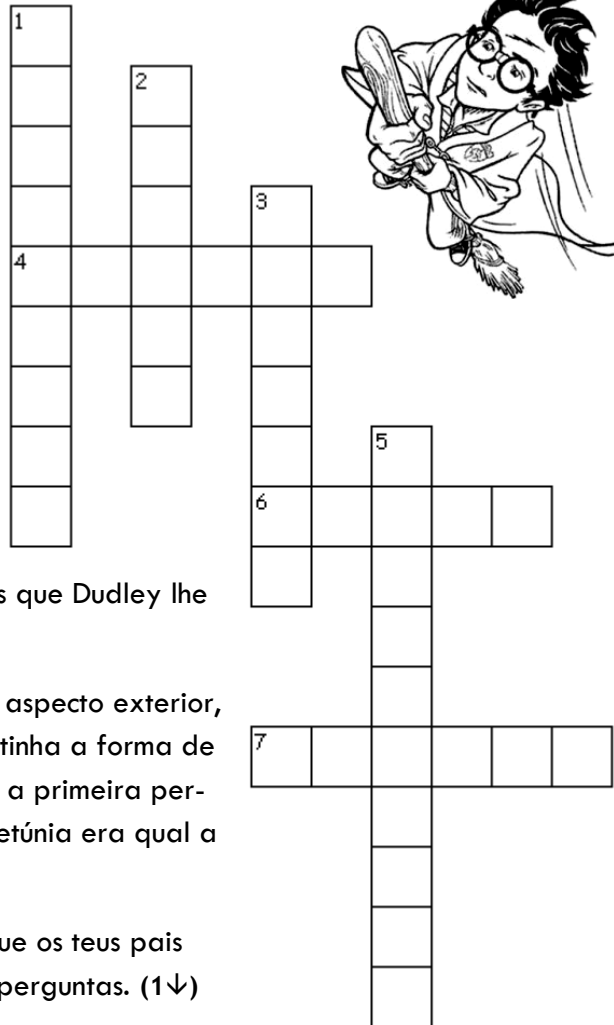 1
2
3
4
5
6
s que Dudley lhe
aspecto exterior,
tinha a forma de
7
a primeira per-
etúnia era qual a
ue os teus pais
perguntas. (1↓)